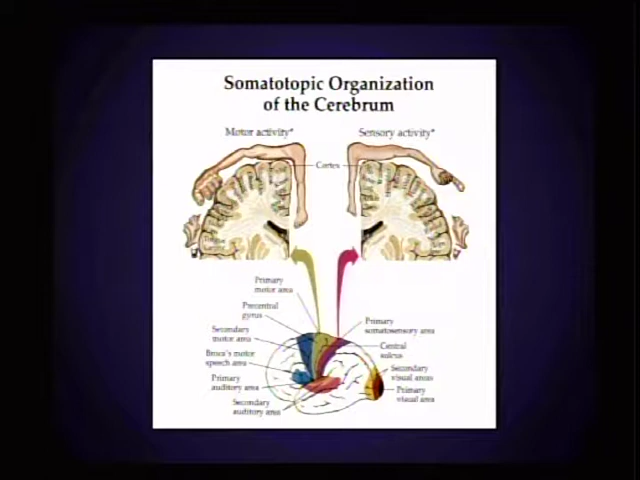 Somatotopic Organization
of the Cerebrum
Motor activity*
Sensory activity*
Cortex
Primary
motor area
Precentral
gyrus
Secondary
motor area
Broca's motor
speech area
Primary
auditory area
Secondary
auditory area
Primary
somatosensory area
Central
sulcus
Secondary
visual areas
Primary
visual area